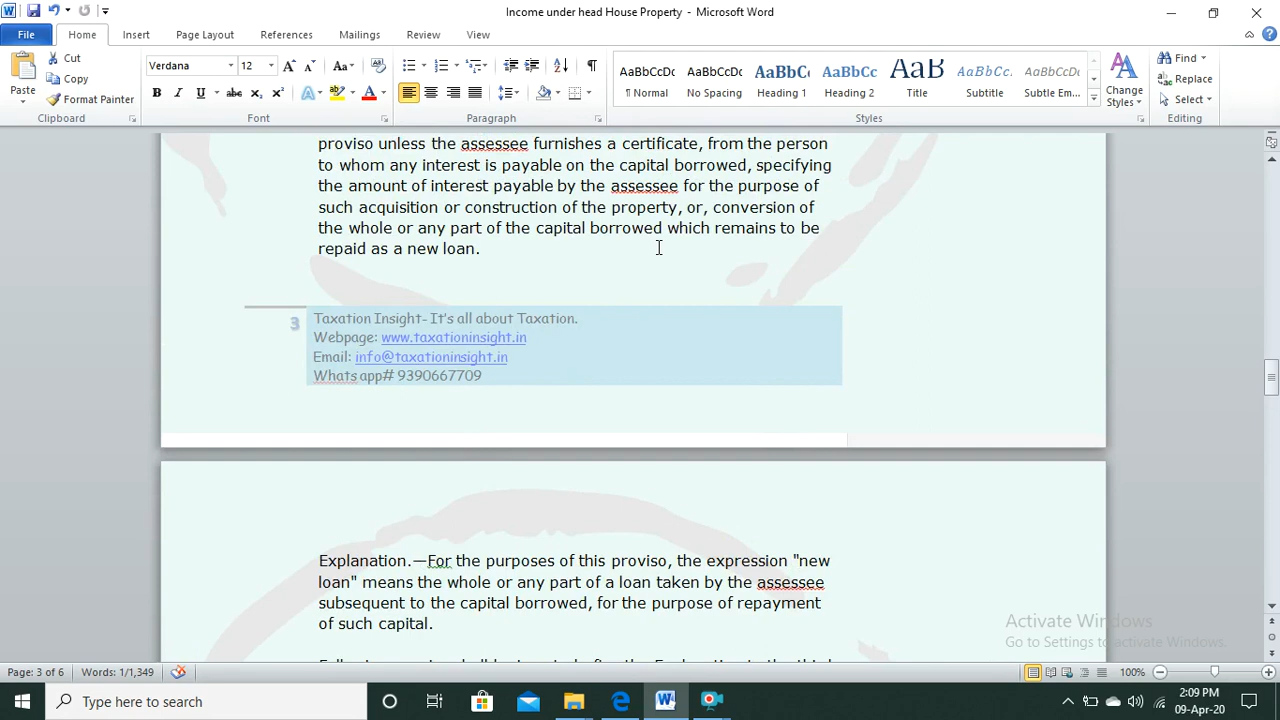 Income under head House Property - Microsoft Word
File Home Insert Page Layout References Mailings Review View
Paste
Cut
Copy
Format Painter
Clipboard
Verdana 12
Font
Paragraph
AaBbCcDc AaBbCcDc AaBbC AaBbCc AaB AaBbCc. AaBbCcDc
¶ Normal No Spacing Heading 1 Heading 2 Title Subtitle Subtle Em...
Change
Styles
Styles
Find
Replace
Select
Editing
proviso unless the assessee furnishes a certificate, from the person
to whom any interest is payable on the capital borrowed, specifying
the amount of interest payable by the assessee for the purpose of
such acquisition or construction of the property, or, conversion of
the whole or any part of the capital borrowed which remains to be
repaid as a new loan.
3
Taxation Insight- It's all about Taxation.
Webpage: www.taxationinsight.in
Email: info@taxationinsight.in
Whats app# 9390667709
Explanation.—For the purposes of this proviso, the expression "new
loan" means the whole or any part of a loan taken by the assessee
subsequent to the capital borrowed, for the purpose of repayment
of such capital.
Activate Windows
Go to Settings to activate Windows.
Page: 3 of 6 Words: 1/1,349 100%
Type here to search
2:09 PM
09-Apr-20